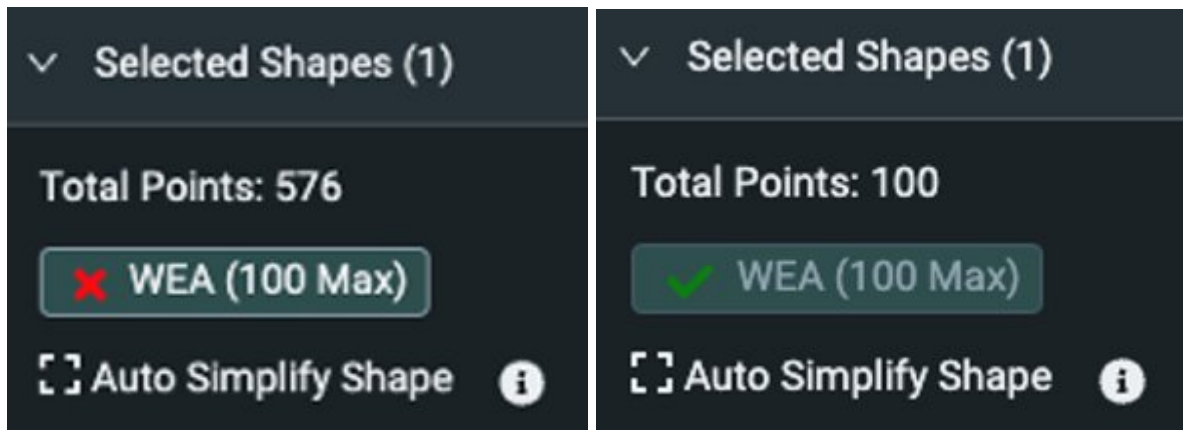 Selected Shapes (1)
Total Points: 576
WEA (100 Max)
Auto Simplify Shape
Selected Shapes (1)
Total Points: 100
WEA (100 Max)
Auto Simplify Shape